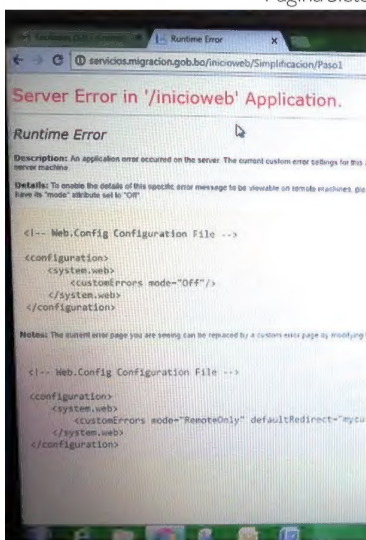 Runtime Error
servicios.migracion.gob.bo/inicioweb/Simplificacion/Paso1
Server Error in '/inicioweb' Application.
Runtime Error
Description: An application error occurred on the server. The current custom error settings for this
server machine.
Details: To enable the details of this specific error message to be viewable on remote machines, ple
have its "mode" attribute set to "Off".
<!-- Web.Config Configuration File -->
<configuration>
<system.web>
<customErrors mode="Off"/>
</system.web>
</configuration>
Notes: The current error page you are seeing can be replaced by a custom error page by modifying
<!-- Web.Config Configuration File -->
<configuration>
<system.web>
<customErrors mode="RemoteOnly" defaultRedirect="mycu
</system.web>
</configuration>